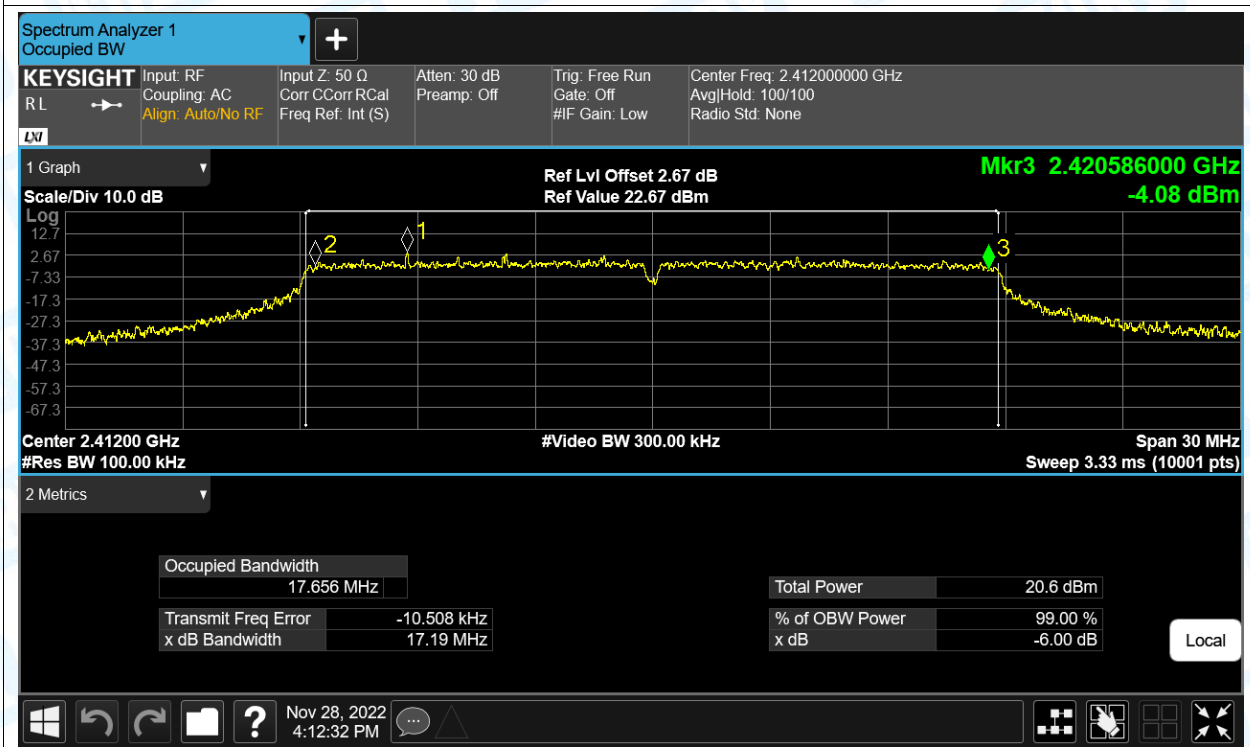 Spectrum Analyzer 1
Occupied BW
+
KEYSIGHT
R L
LXI
Input: RF
Coupling: AC
Align: Auto/No RF
Input Z: 50 Ω
Corr CCorr RCal
Freq Ref: Int (S)
Atten: 30 dB
Preamp: Off
Trig: Free Run
Gate: Off
#IF Gain: Low
Center Freq: 2.412000000 GHz
Avg|Hold: 100/100
Radio Std: None
1 Graph
Scale/Div 10.0 dB
Ref Lvl Offset 2.67 dB
Ref Value 22.67 dBm
Mkr3 2.420586000 GHz
-4.08 dBm
Log
12.7
2.67
-7.33
-17.3
-27.3
-37.3
-47.3
-57.3
-67.3
2
1
3
Center 2.41200 GHz
#Res BW 100.00 kHz
#Video BW 300.00 kHz
Span 30 MHz
Sweep 3.33 ms (10001 pts)
2 Metrics
Occupied Bandwidth
17.656 MHz
Transmit Freq Error -10.508 kHz
x dB Bandwidth 17.19 MHz
Total Power 20.6 dBm
% of OBW Power 99.00 %
x dB -6.00 dB
Local
?
Nov 28, 2022
4:12:32 PM